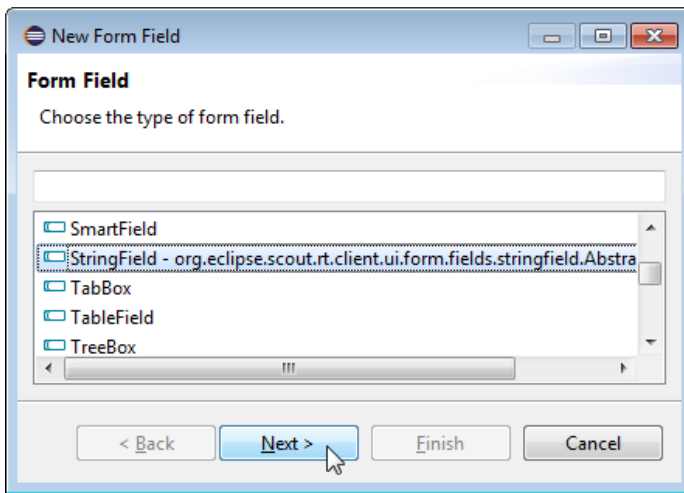 New Form Field
Form Field
Choose the type of form field.
SmartField
StringField - org.eclipse.scout.rt.client.ui.form.fields.stringfield.Abstra
TabBox
TableField
TreeBox
< Back Next > Finish Cancel